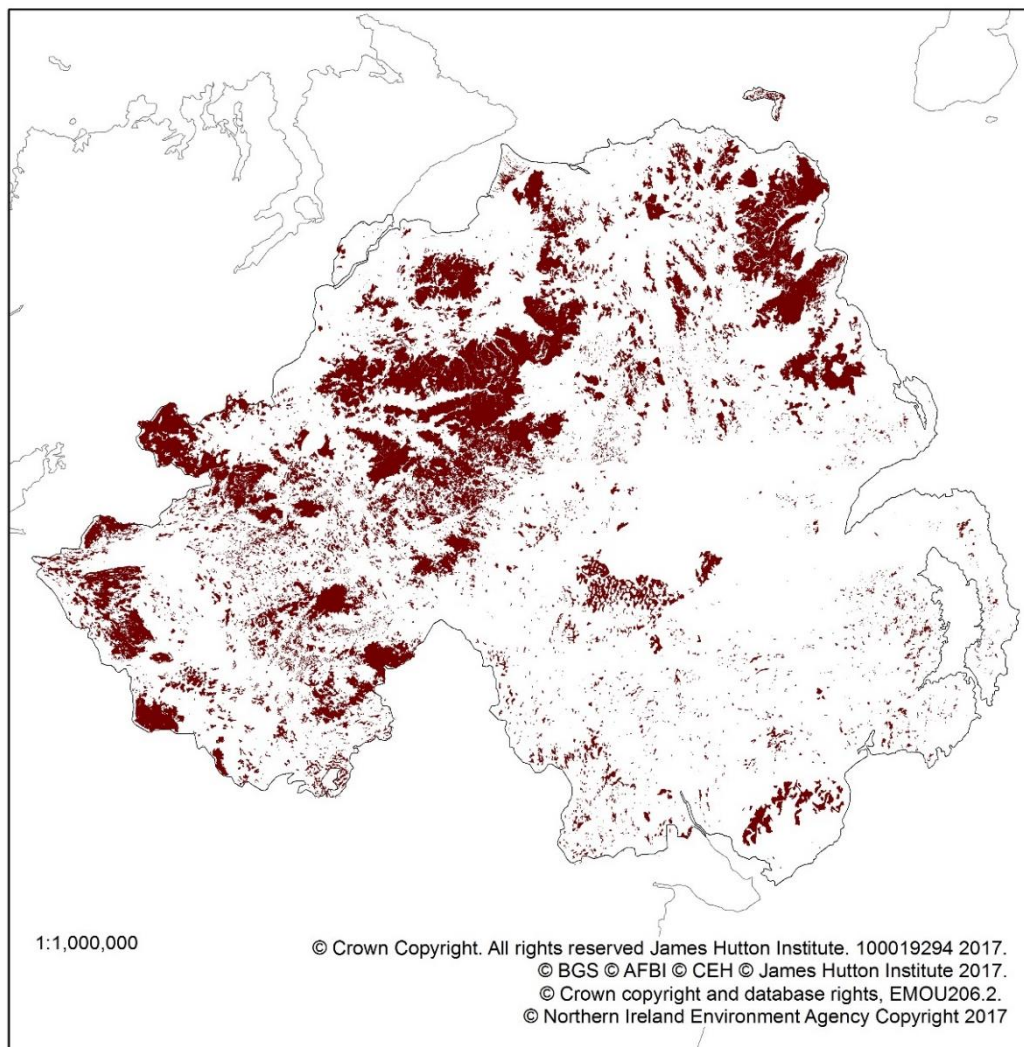 1:1,000,000
© Crown Copyright. All rights reserved James Hutton Institute. 100019294 2017.
© BGS © AFBI © CEH © James Hutton Institute 2017.
© Crown copyright and database rights, EMOU206.2.
© Northern Ireland Environment Agency Copyright 2017